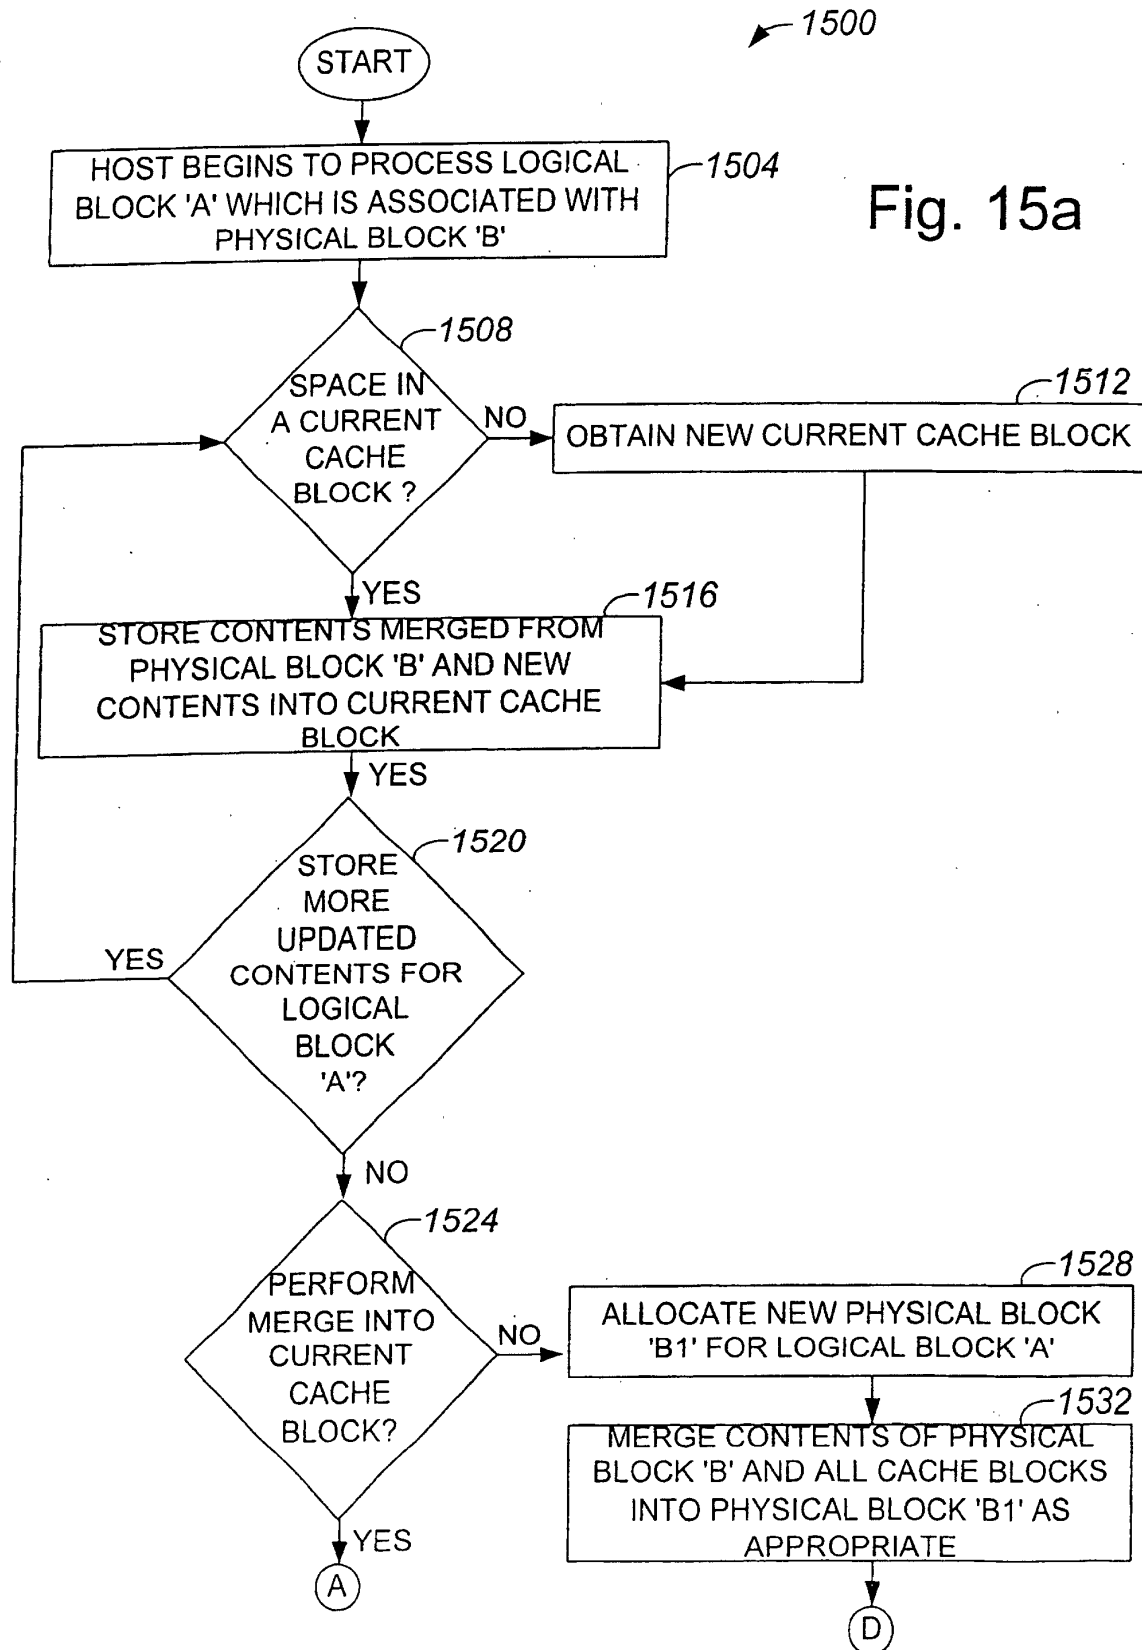 1500
START
HOST BEGINS TO PROCESS LOGICAL
BLOCK 'A' WHICH IS ASSOCIATED WITH
PHYSICAL BLOCK 'B'
1504
Fig. 15a
1508
SPACE IN
A CURRENT
CACHE
BLOCK ?
NO
1512
OBTAIN NEW CURRENT CACHE BLOCK
YES
1516
STORE CONTENTS MERGED FROM
PHYSICAL BLOCK 'B' AND NEW
CONTENTS INTO CURRENT CACHE
BLOCK
YES
1520
STORE
MORE
UPDATED
CONTENTS FOR
LOGICAL
BLOCK
'A'?
YES
NO
1524
PERFORM
MERGE INTO
CURRENT
CACHE
BLOCK?
NO
1528
ALLOCATE NEW PHYSICAL BLOCK
'B1' FOR LOGICAL BLOCK 'A'
1532
MERGE CONTENTS OF PHYSICAL
BLOCK 'B' AND ALL CACHE BLOCKS
INTO PHYSICAL BLOCK 'B1' AS
APPROPRIATE
YES
A
D